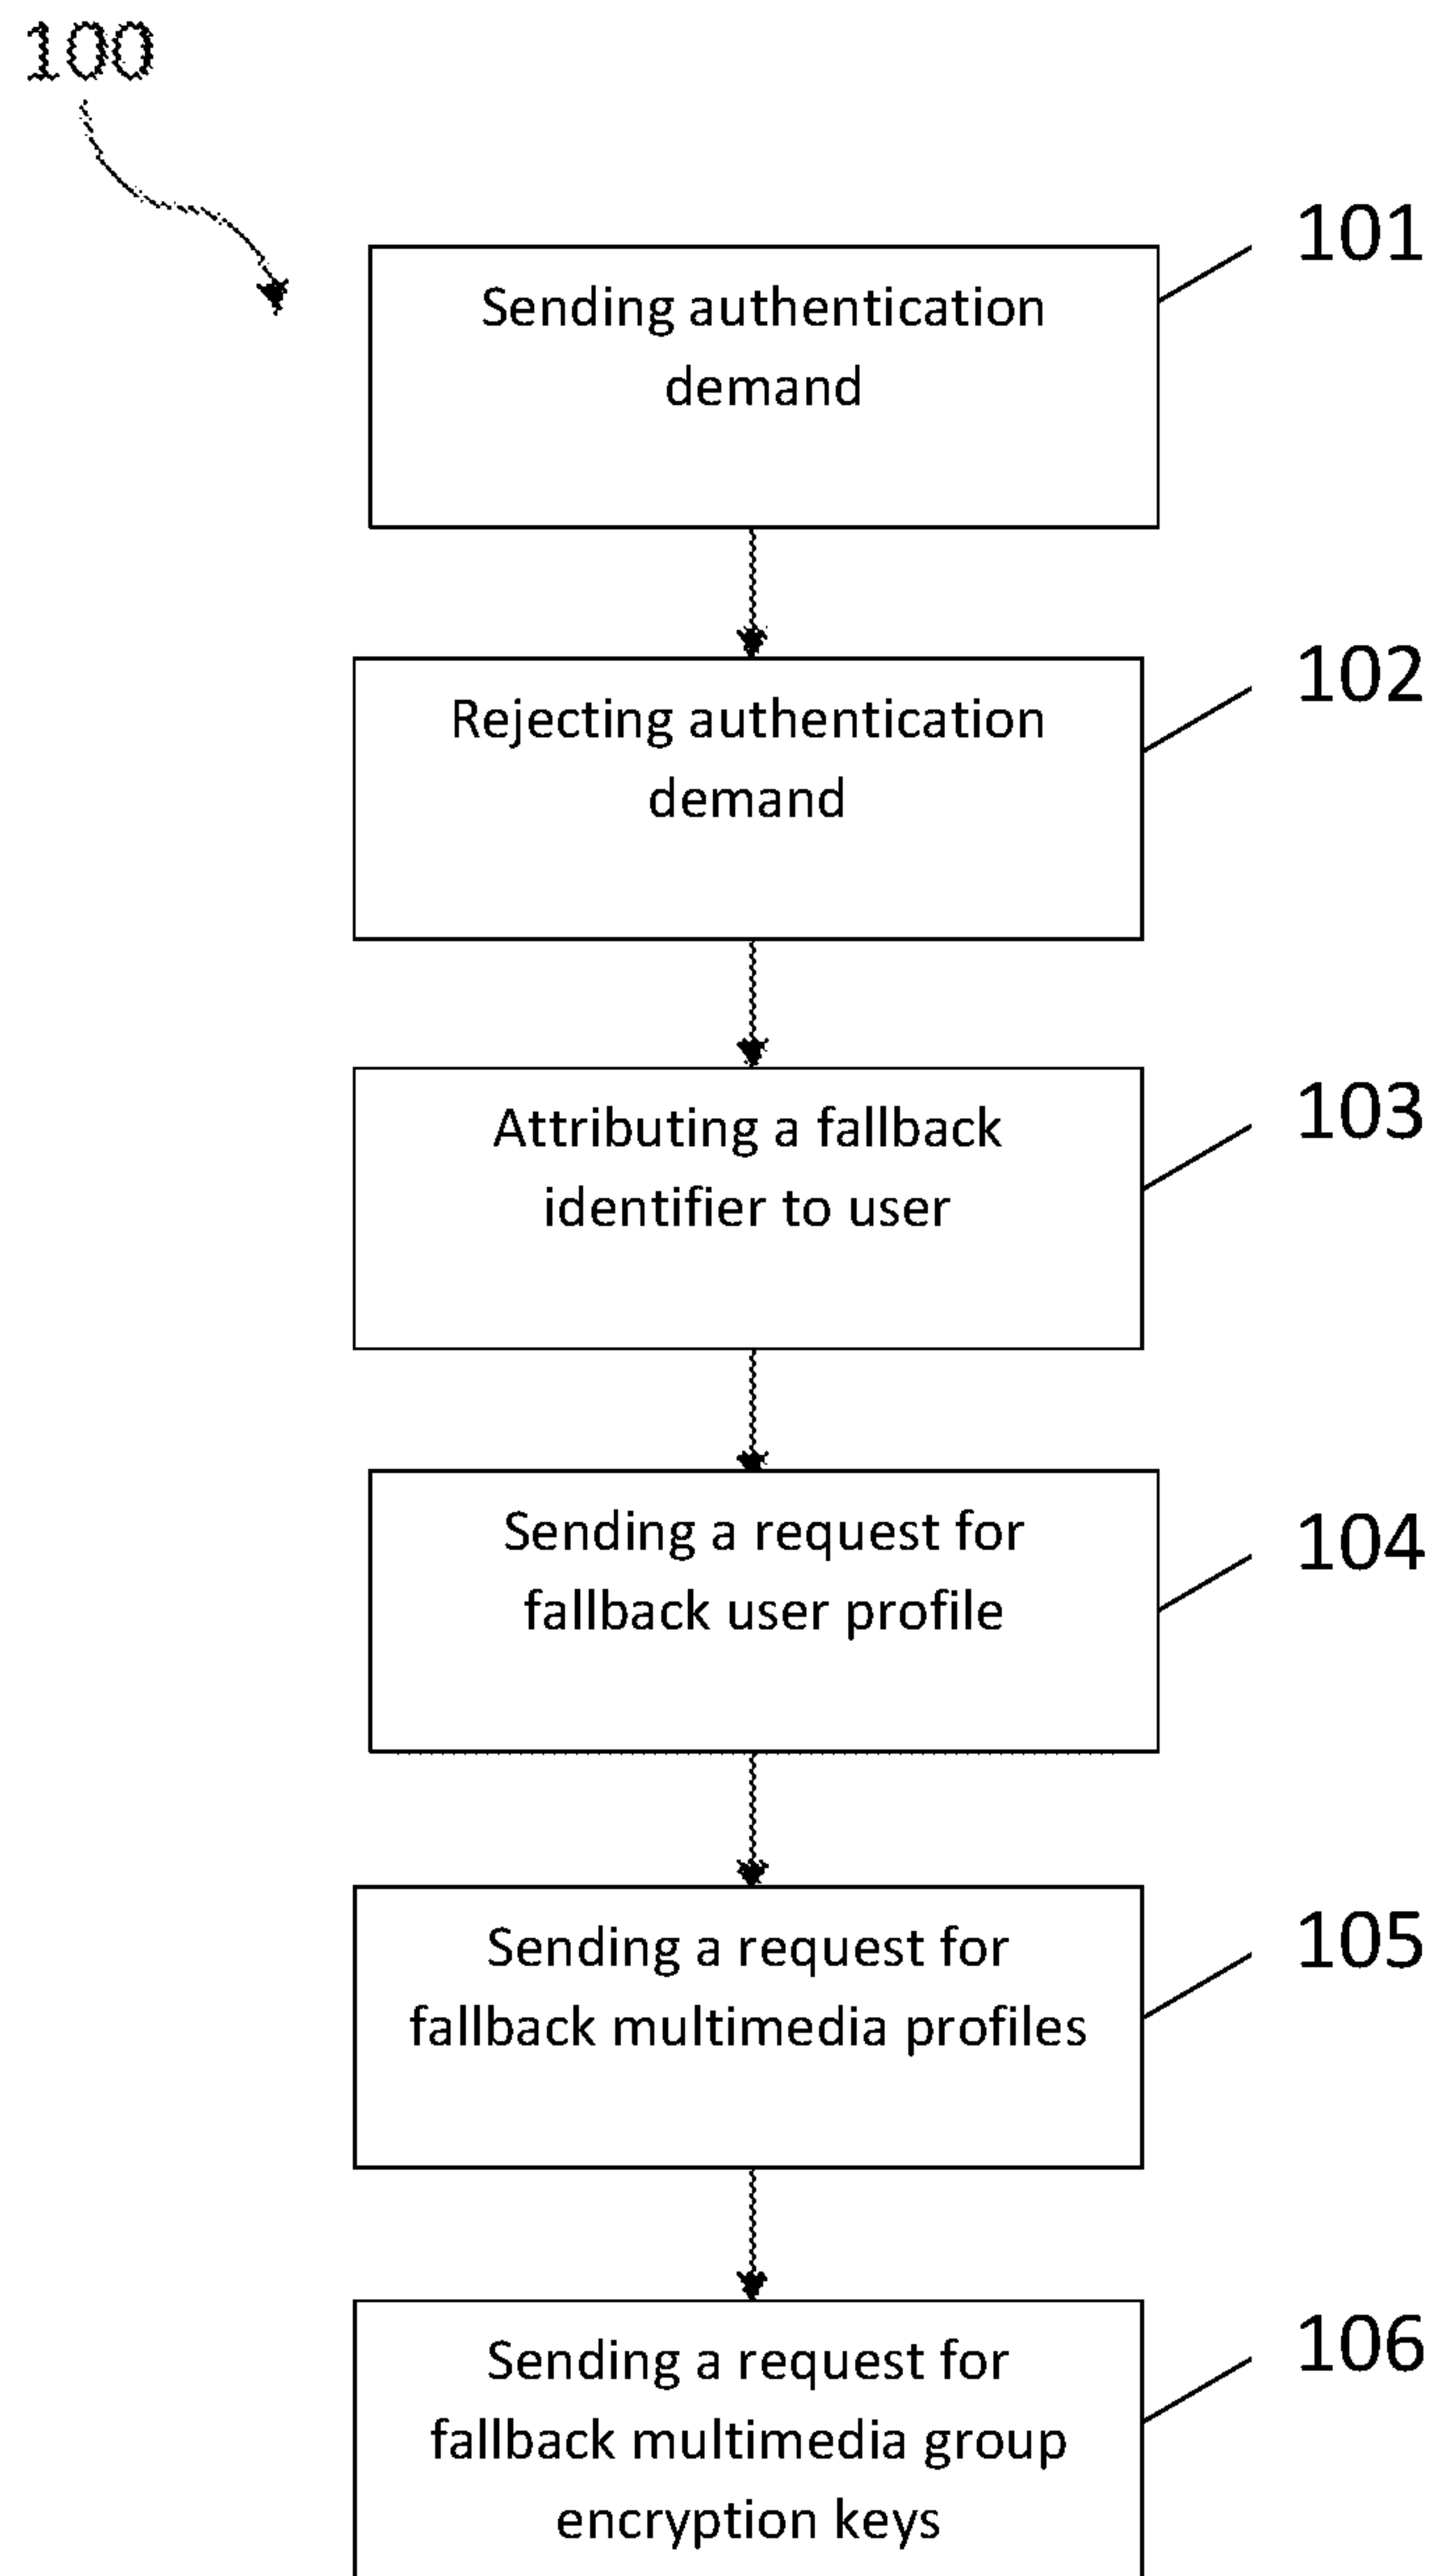 100
101
Sending authentication
demand
102
Rejecting authentication
demand
103
Attributing a fallback
identifier to user
104
Sending a request for
fallback user profile
105
Sending a request for
fallback multimedia profiles
106
Sending a request for
fallback multimedia group
encryption keys